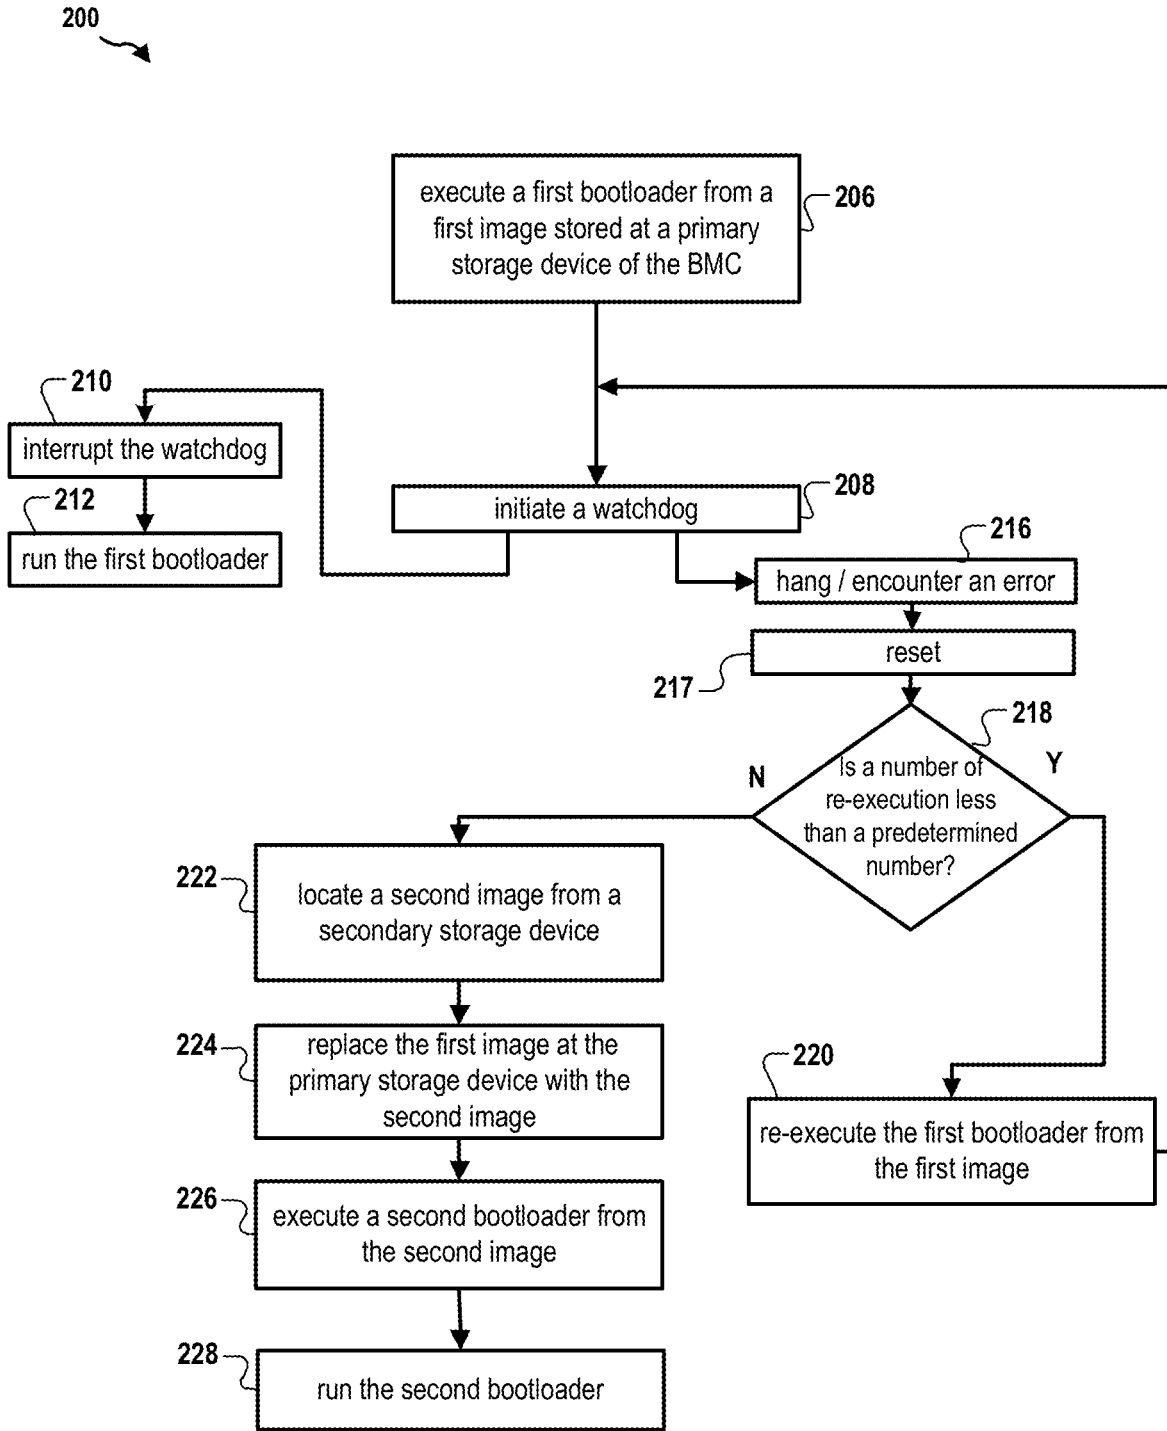 200
execute a first bootloader from a
first image stored at a primary
storage device of the BMC
206
210
interrupt the watchdog
212
run the first bootloader
initiate a watchdog
208
216
hang / encounter an error
reset
217
218
N
Y
Is a number of
re-execution less
than a predetermined
number?
222
locate a second image from a
secondary storage device
224
replace the first image at the
primary storage device with the
second image
220
re-execute the first bootloader from
the first image
226
execute a second bootloader from
the second image
228
run the second bootloader